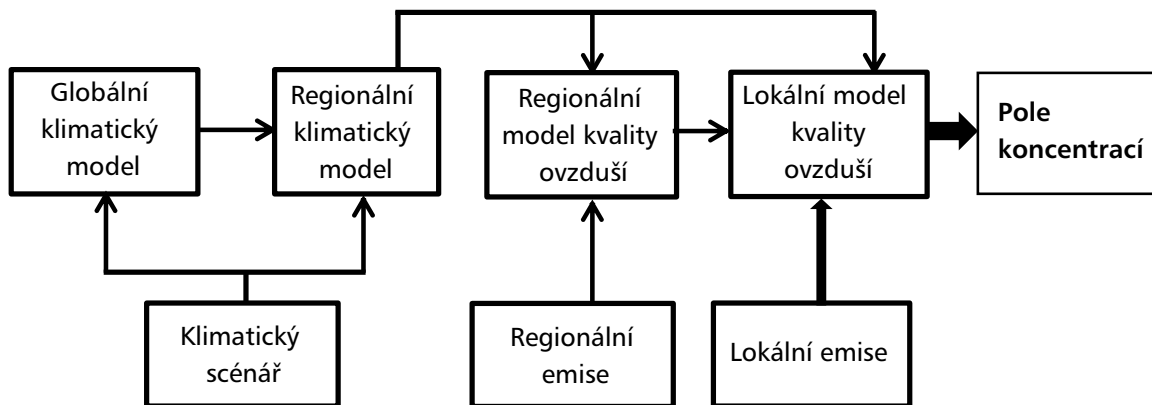 Globální
klimatický
model
Regionální
klimatický
model
Regionální
model kvality
ovzduší
Lokální model
kvality
ovzduší
Pole
koncentrací
Klimatický
scénář
Regionální
emise
Lokální emise